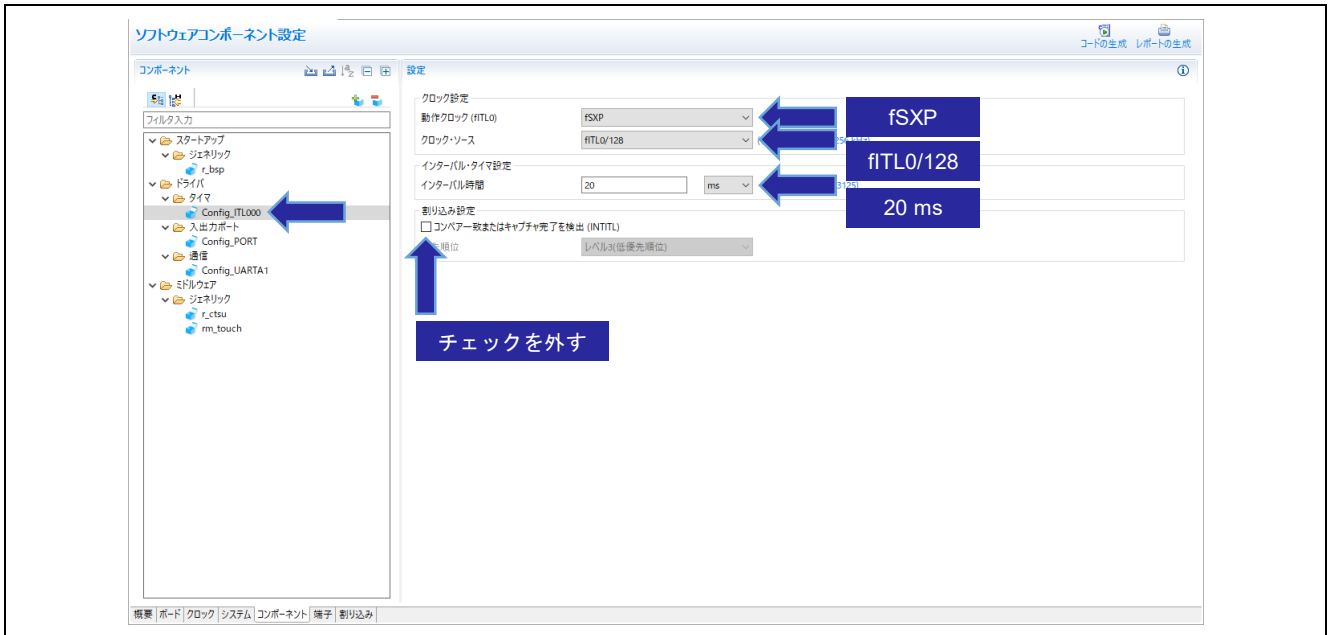 ソフトウェアコンポーネント設定
コードの生成 レポートの生成
コンポーネント
設定
フィルタ入力
スタートアップ
ジェネリック
r_bsp
ドライバ
タイマ
Config_ITL000
入出力ポート
Config_PORT
通信
Config_UARTA1
ミドルウェア
ジェネリック
r_ctsu
rm_touch
クロック設定
動作クロック (fITL0) fSXP
fSXP
クロック・ソース fITL0/128
fITL0/128
インターバル・タイマ設定
インターバル時間 20 ms
3125)
20 ms
割り込み設定
コンペアー致またはキャプチャ完了を検出 (INTITL)
順位 レベル3(低優先順位)
チェックを外す
概要 ボード クロック システム コンポーネント 端子 割り込み